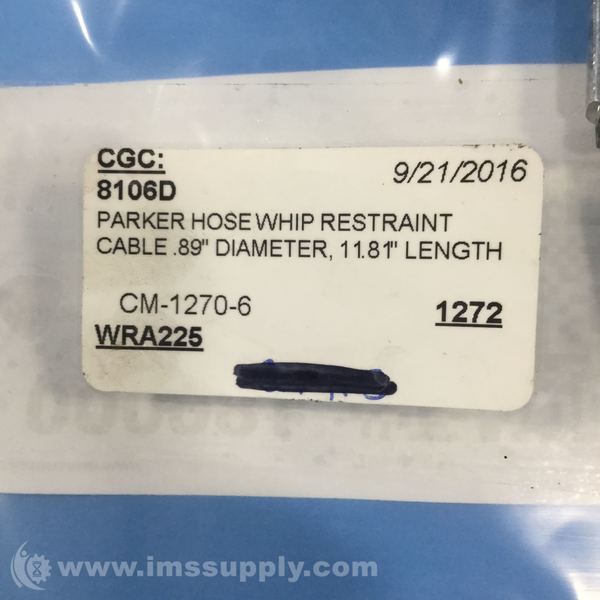 CGC:
8106D
9/21/2016
PARKER HOSE WHIP RESTRAINT
CABLE .89" DIAMETER, 11.81" LENGTH
CM-1270-6
1272
WRA225
www.imssupply.com